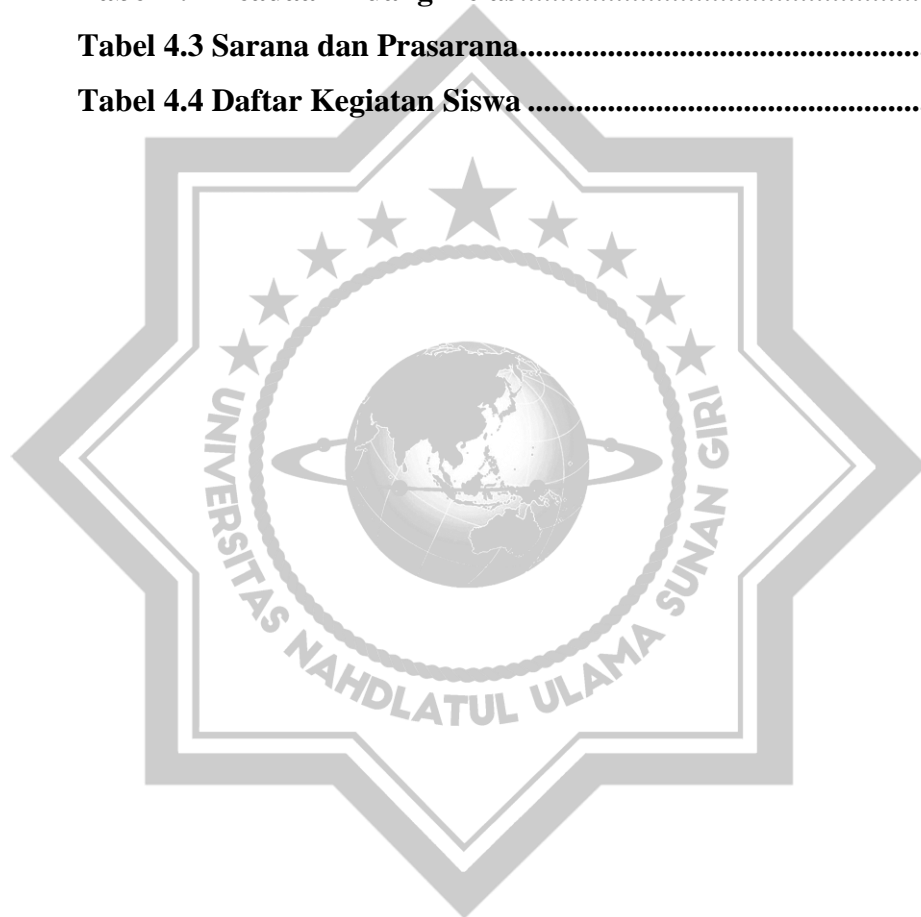 Tabel 4.3 Sarana dan Prasarana.................................................
Tabel 4.4 Daftar Kegiatan Siswa ................................................
UNIVERSITAS NAHDLATUL ULAMA SUNAN GIRI